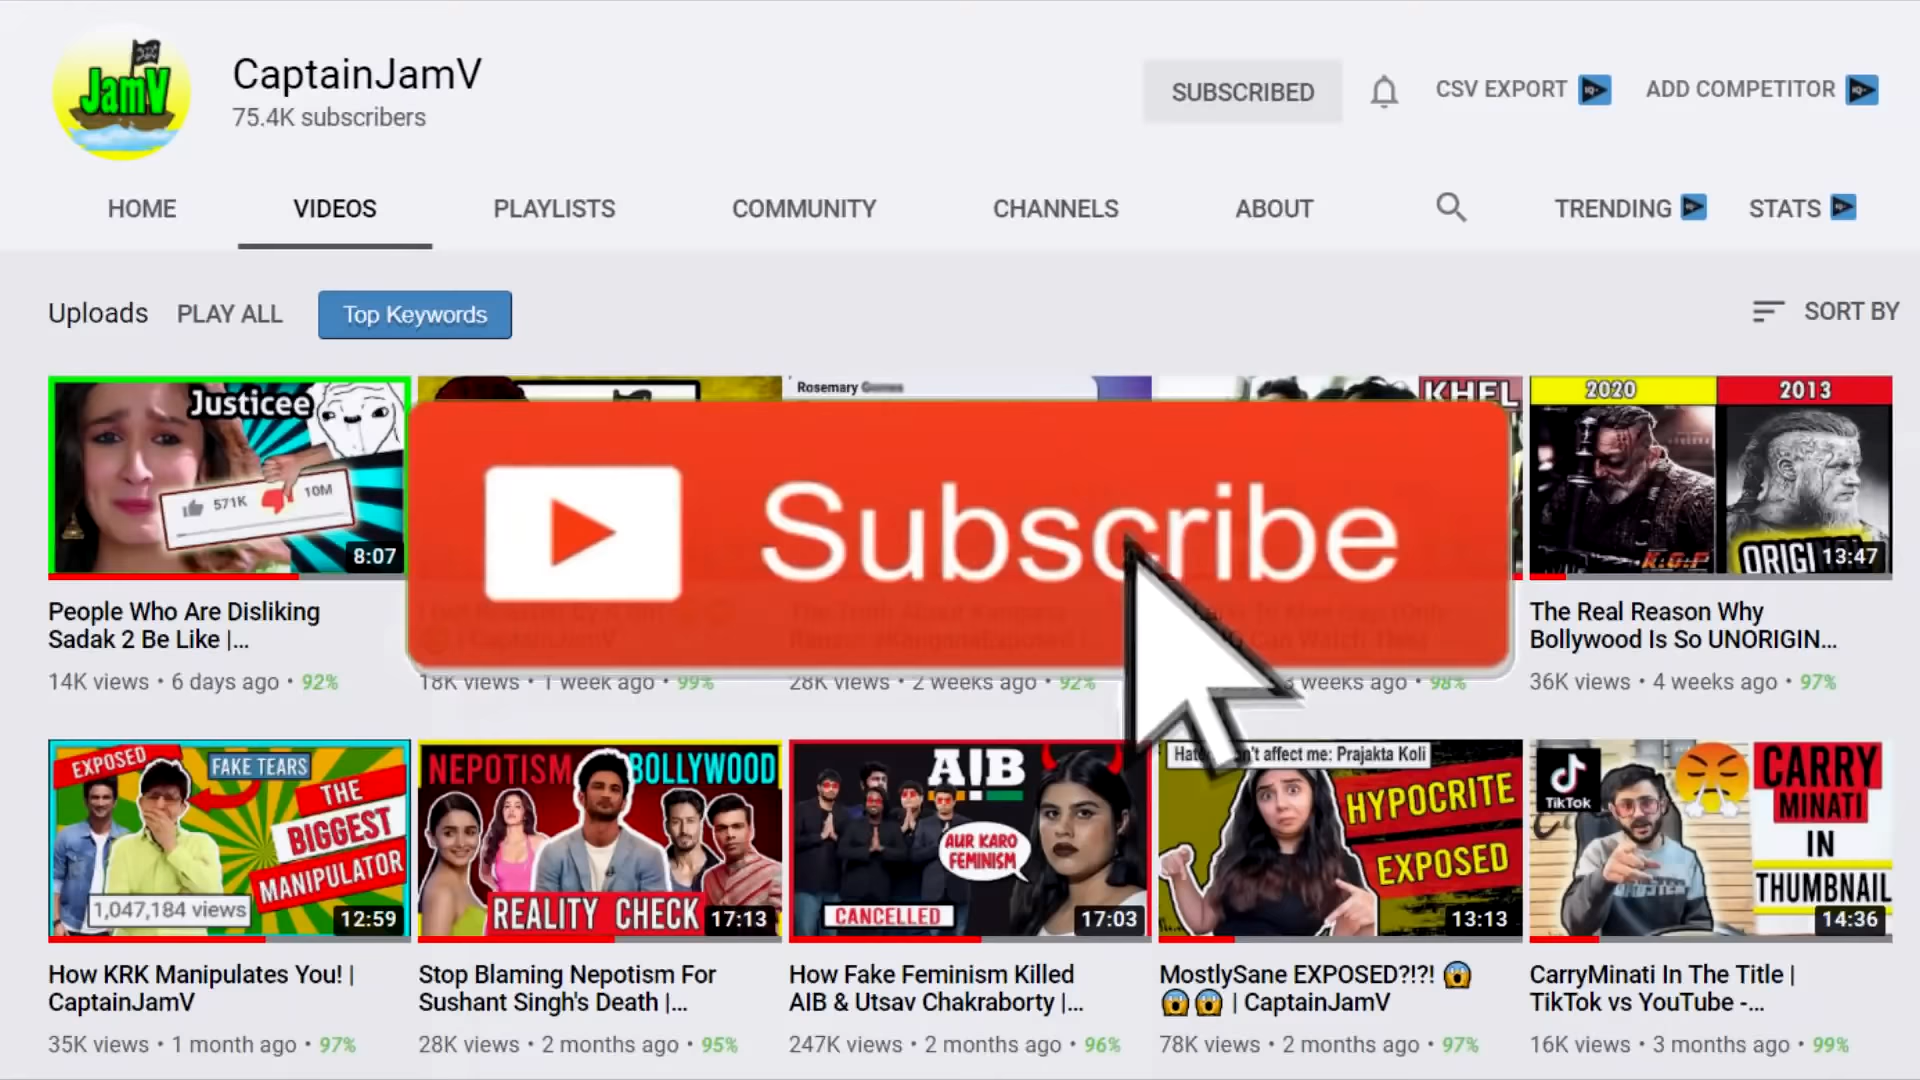 JamV
CaptainJamV
75.4K subscribers
SUBSCRIBED
CSV EXPORT
ADD COMPETITOR
HOME
VIDEOS
PLAYLISTS
COMMUNITY
CHANNELS
ABOUT
TRENDING
STATS
Uploads
PLAY ALL
Top Keywords
SORT BY
Justicee
571K
10M
8:07
Rosemary
KHEL
2020
2013
K.G.F
ORIGI
13:47
Subscribe
People Who Are Disliking
Sadak 2 Be Like |...
14K views • 6 days ago • 92%
18K views • 1 week ago • 99%
28K views • 2 weeks ago • 92%
3 weeks ago • 98%
The Real Reason Why
Bollywood Is So UNORIGIN...
36K views • 4 weeks ago • 97%
EXPOSED
FAKE TEARS
THE
BIGGEST
MANIPULATOR
1,047,184 views
12:59
NEPOTISM
BOLLYWOOD
REALITY CHECK
17:13
AIB
AUR KARO
FEMINISM
CANCELLED
17:03
n't affect me: Prajakta Koli
HYPOCRITE
EXPOSED
13:13
TikTok
CARRY
MINATI
IN
THUMBNAIL
14:36
How KRK Manipulates You! |
CaptainJamV
35K views • 1 month ago • 97%
Stop Blaming Nepotism For
Sushant Singh's Death |...
28K views • 2 months ago • 95%
How Fake Feminism Killed
AIB & Utsav Chakraborty |...
247K views • 2 months ago • 96%
MostlySane EXPOSED?!?! 😱
😱😱 | CaptainJamV
78K views • 2 months ago • 97%
CarryMinati In The Title |
TikTok vs YouTube -...
16K views • 3 months ago • 99%